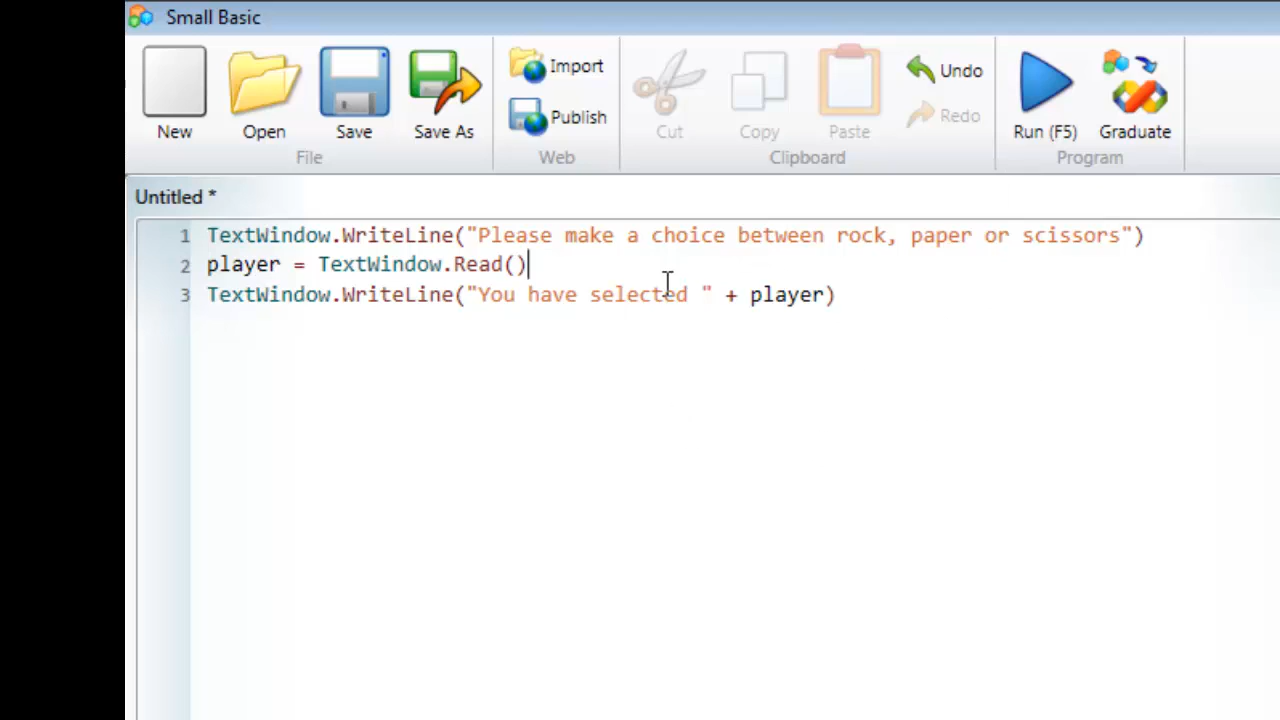 Small Basic
New Open Save Save As Import Publish Cut Copy Paste Undo Redo Run (F5) Graduate
File Web Clipboard Program
Untitled *
1 TextWindow.WriteLine("Please make a choice between rock, paper or scissors")
2 player = TextWindow.Read()
3 TextWindow.WriteLine("You have selected " + player)